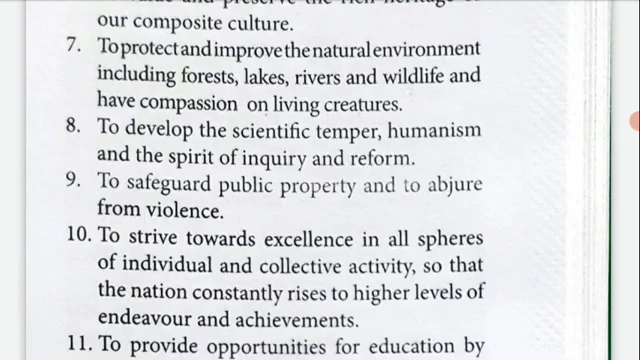 our composite culture.
7. To protect and improve the natural environment
including forests, lakes, rivers and wildlife and
have compassion on living creatures.
8. To develop the scientific temper, humanism
and the spirit of inquiry and reform.
9. To safeguard public property and to abjure
from violence.
10. To strive towards excellence in all spheres
of individual and collective activity, so that
the nation constantly rises to higher levels of
endeavour and achievements.
11. To provide opportunities for education by